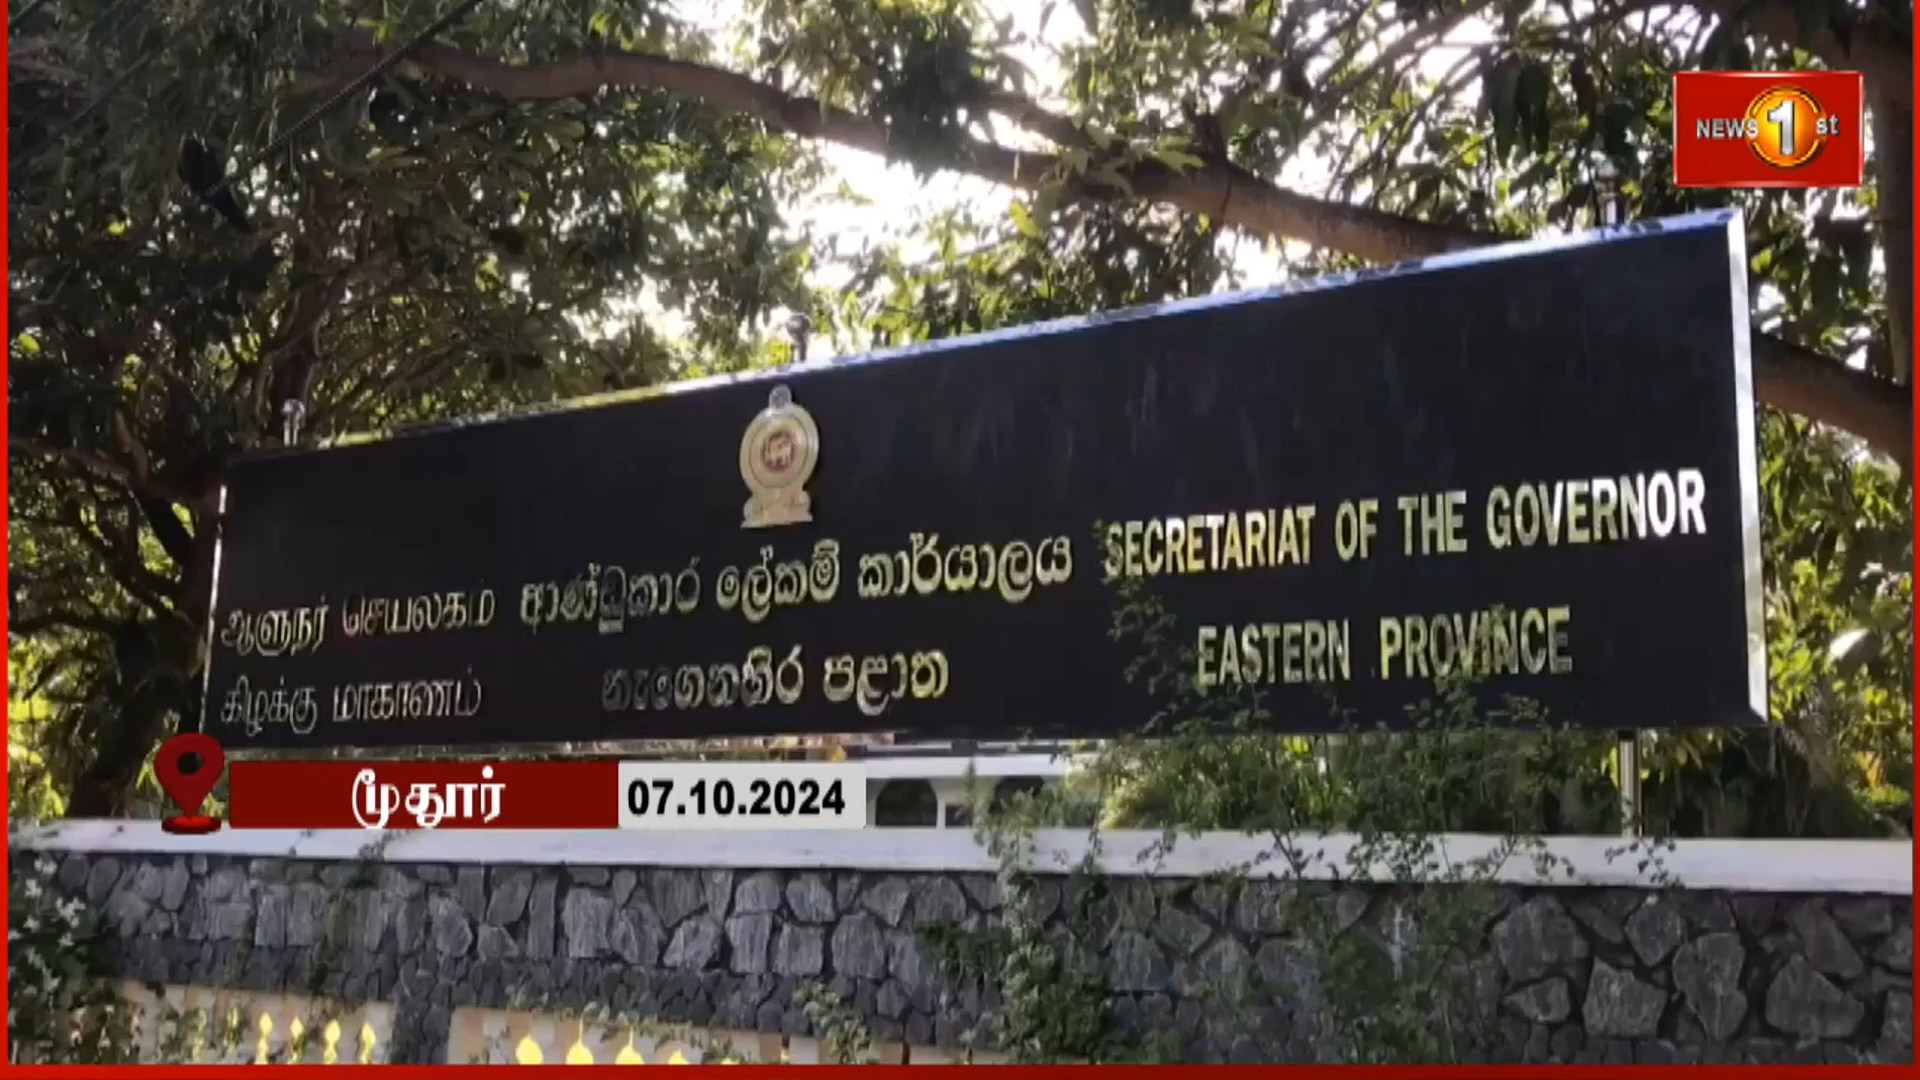 NEWS 1st
ஆளுநர் செயலகம்
கிழக்கு மாகாணம்
ආණ්ඩුකාර ලේකම් කාර්යාලය
නැගෙනහිර පළාත
SECRETARIAT OF THE GOVERNOR
EASTERN PROVINCE
மூதூர்
07.10.2024